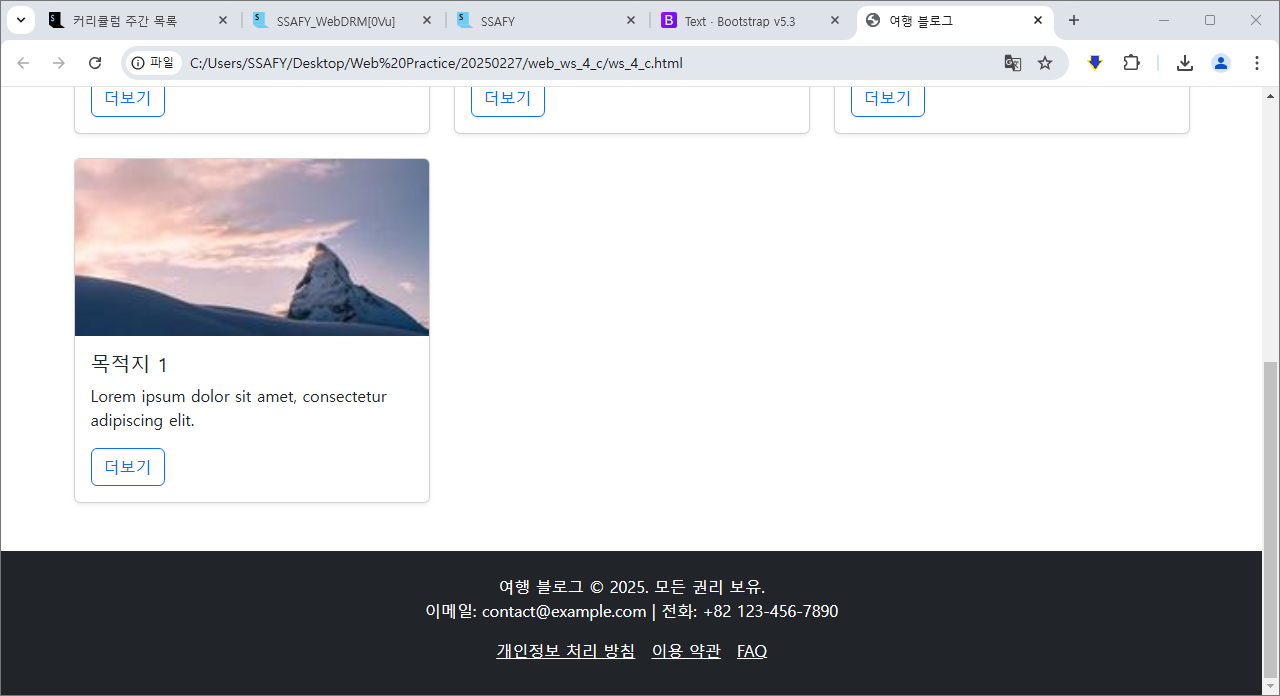 커리큘럼 주간 목록
SSAFY_WebDRM[0Vu]
SSAFY
Text · Bootstrap v5.3
여행 블로그
파일
C:/Users/SSAFY/Desktop/Web%20Practice/20250227/web_ws_4_c/ws_4_c.html
더보기
더보기
더보기
목적지 1
Lorem ipsum dolor sit amet, consectetur
adipiscing elit.
더보기
여행 블로그 © 2025. 모든 권리 보유.
이메일: contact@example.com | 전화: +82 123-456-7890
개인정보 처리 방침 이용 약관 FAQ